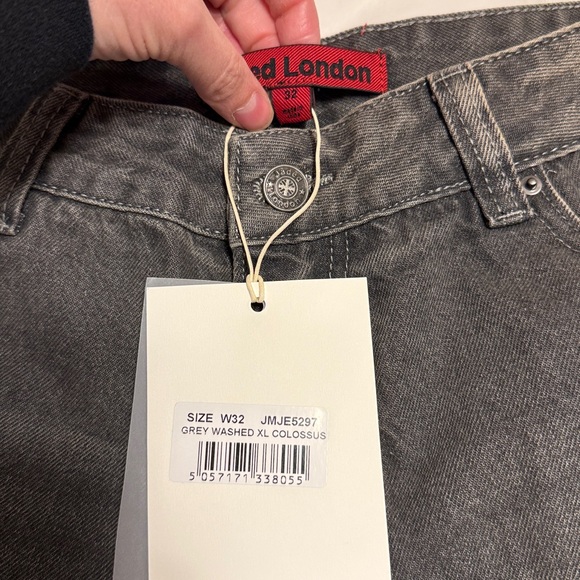 ed London
32
SIZE W32 JMJE5297
GREY WASHED XL COLOSSUS
5 057171 338055